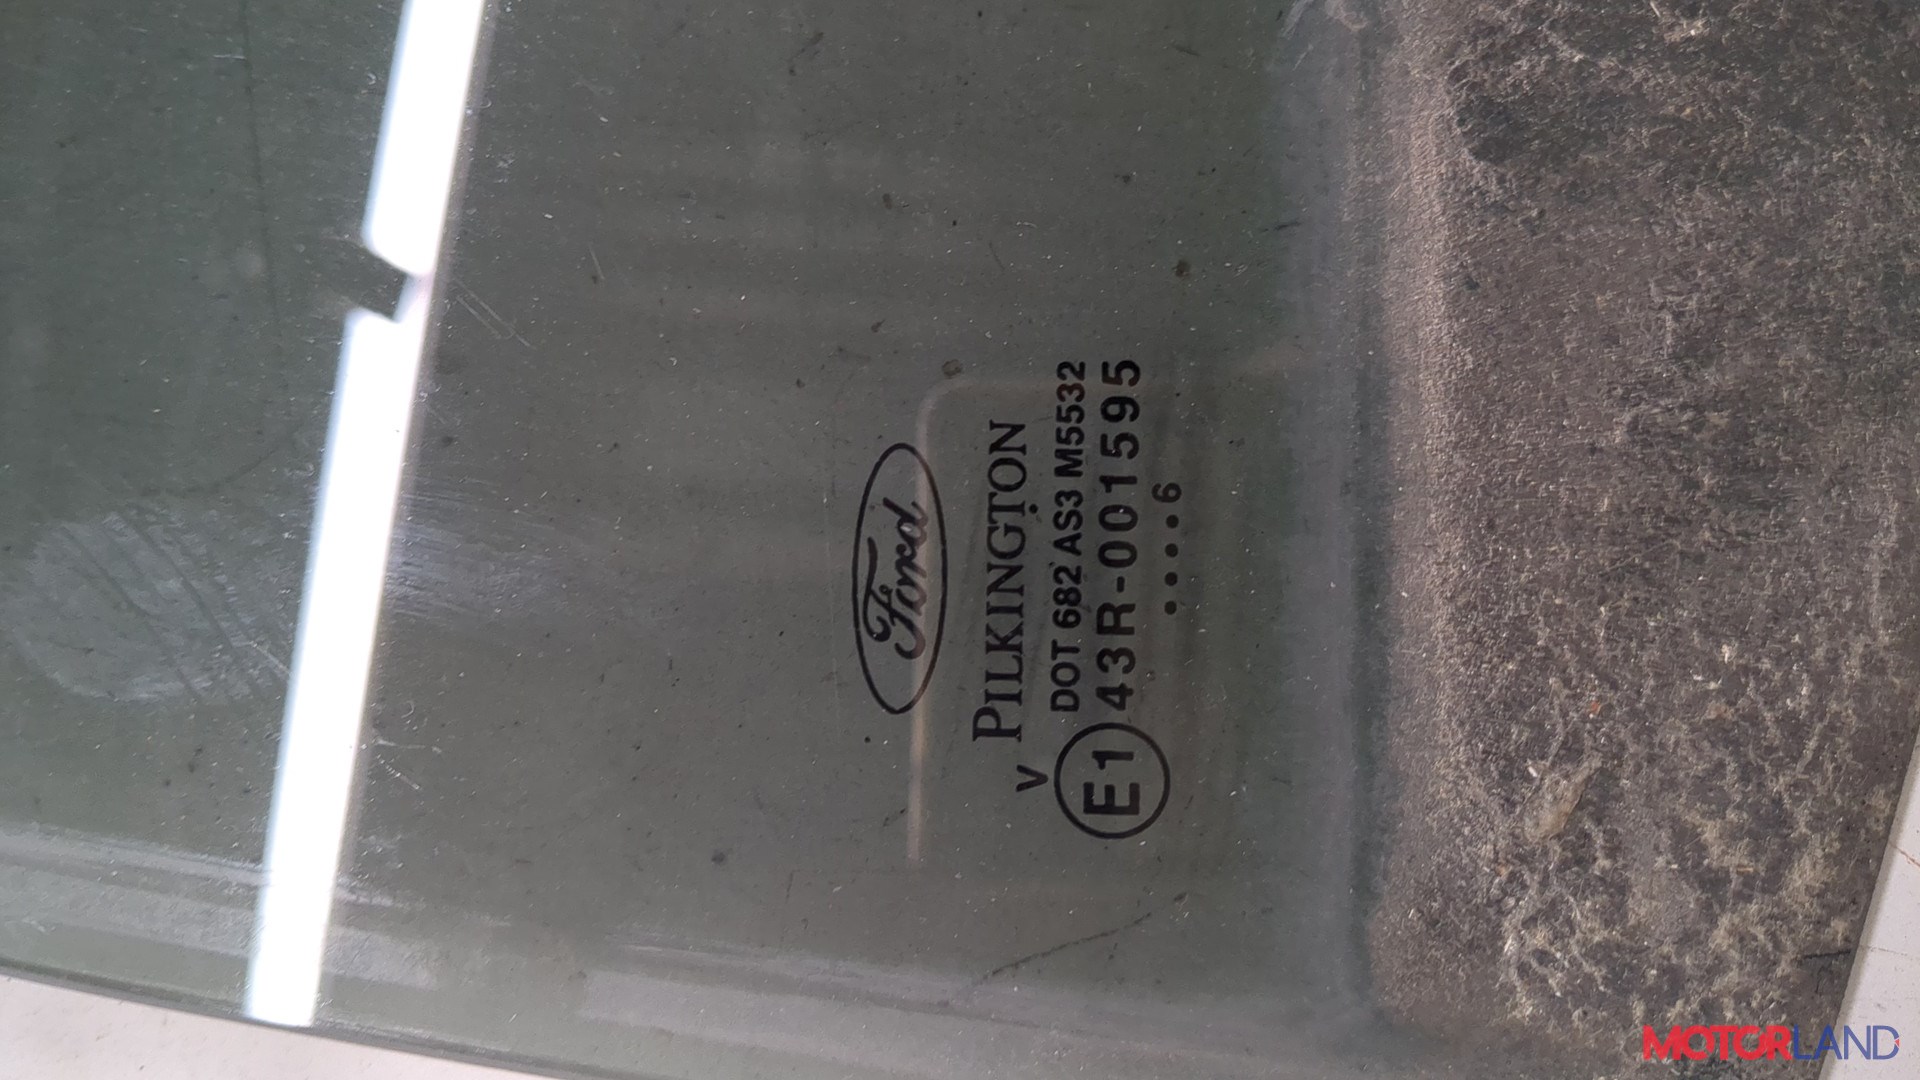 Ford
PILKINGTON
V
DOT 682 AS3 M5532
E1 43R-001595
.....6
MOTORLAND